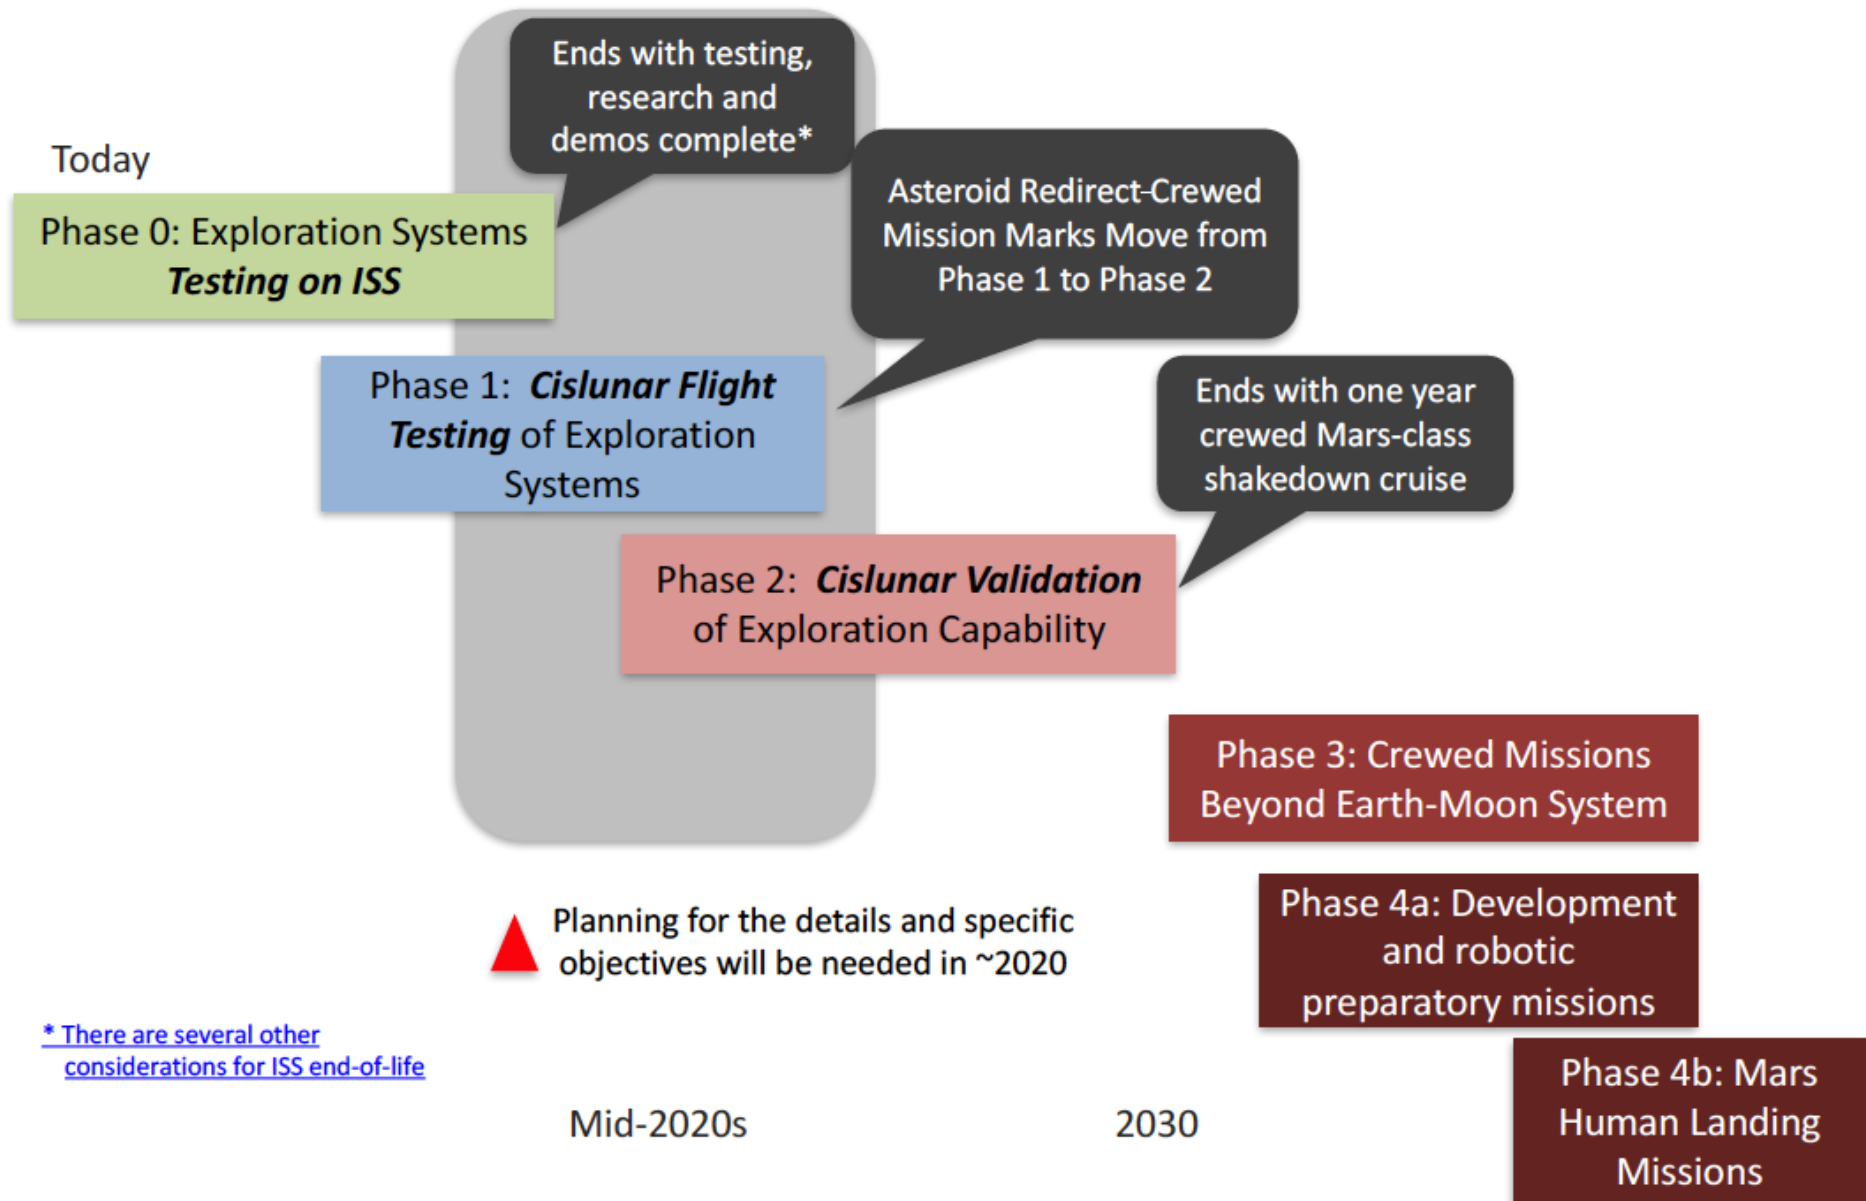 Ends with testing,
research and
demos complete*
Today
Phase 0: Exploration Systems
Testing on ISS
Asteroid Redirect-Crewed
Mission Marks Move from
Phase 1 to Phase 2
Phase 1: Cislunar Flight
Testing of Exploration
Systems
Ends with one year
crewed Mars-class
shakedown cruise
Phase 2: Cislunar Validation
of Exploration Capability
Phase 3: Crewed Missions
Beyond Earth-Moon System
Planning for the details and specific
objectives will be needed in ~2020
Phase 4a: Development
and robotic
preparatory missions
* There are several other
considerations for ISS end-of-life
Mid-2020s
2030
Phase 4b: Mars
Human Landing
Missions